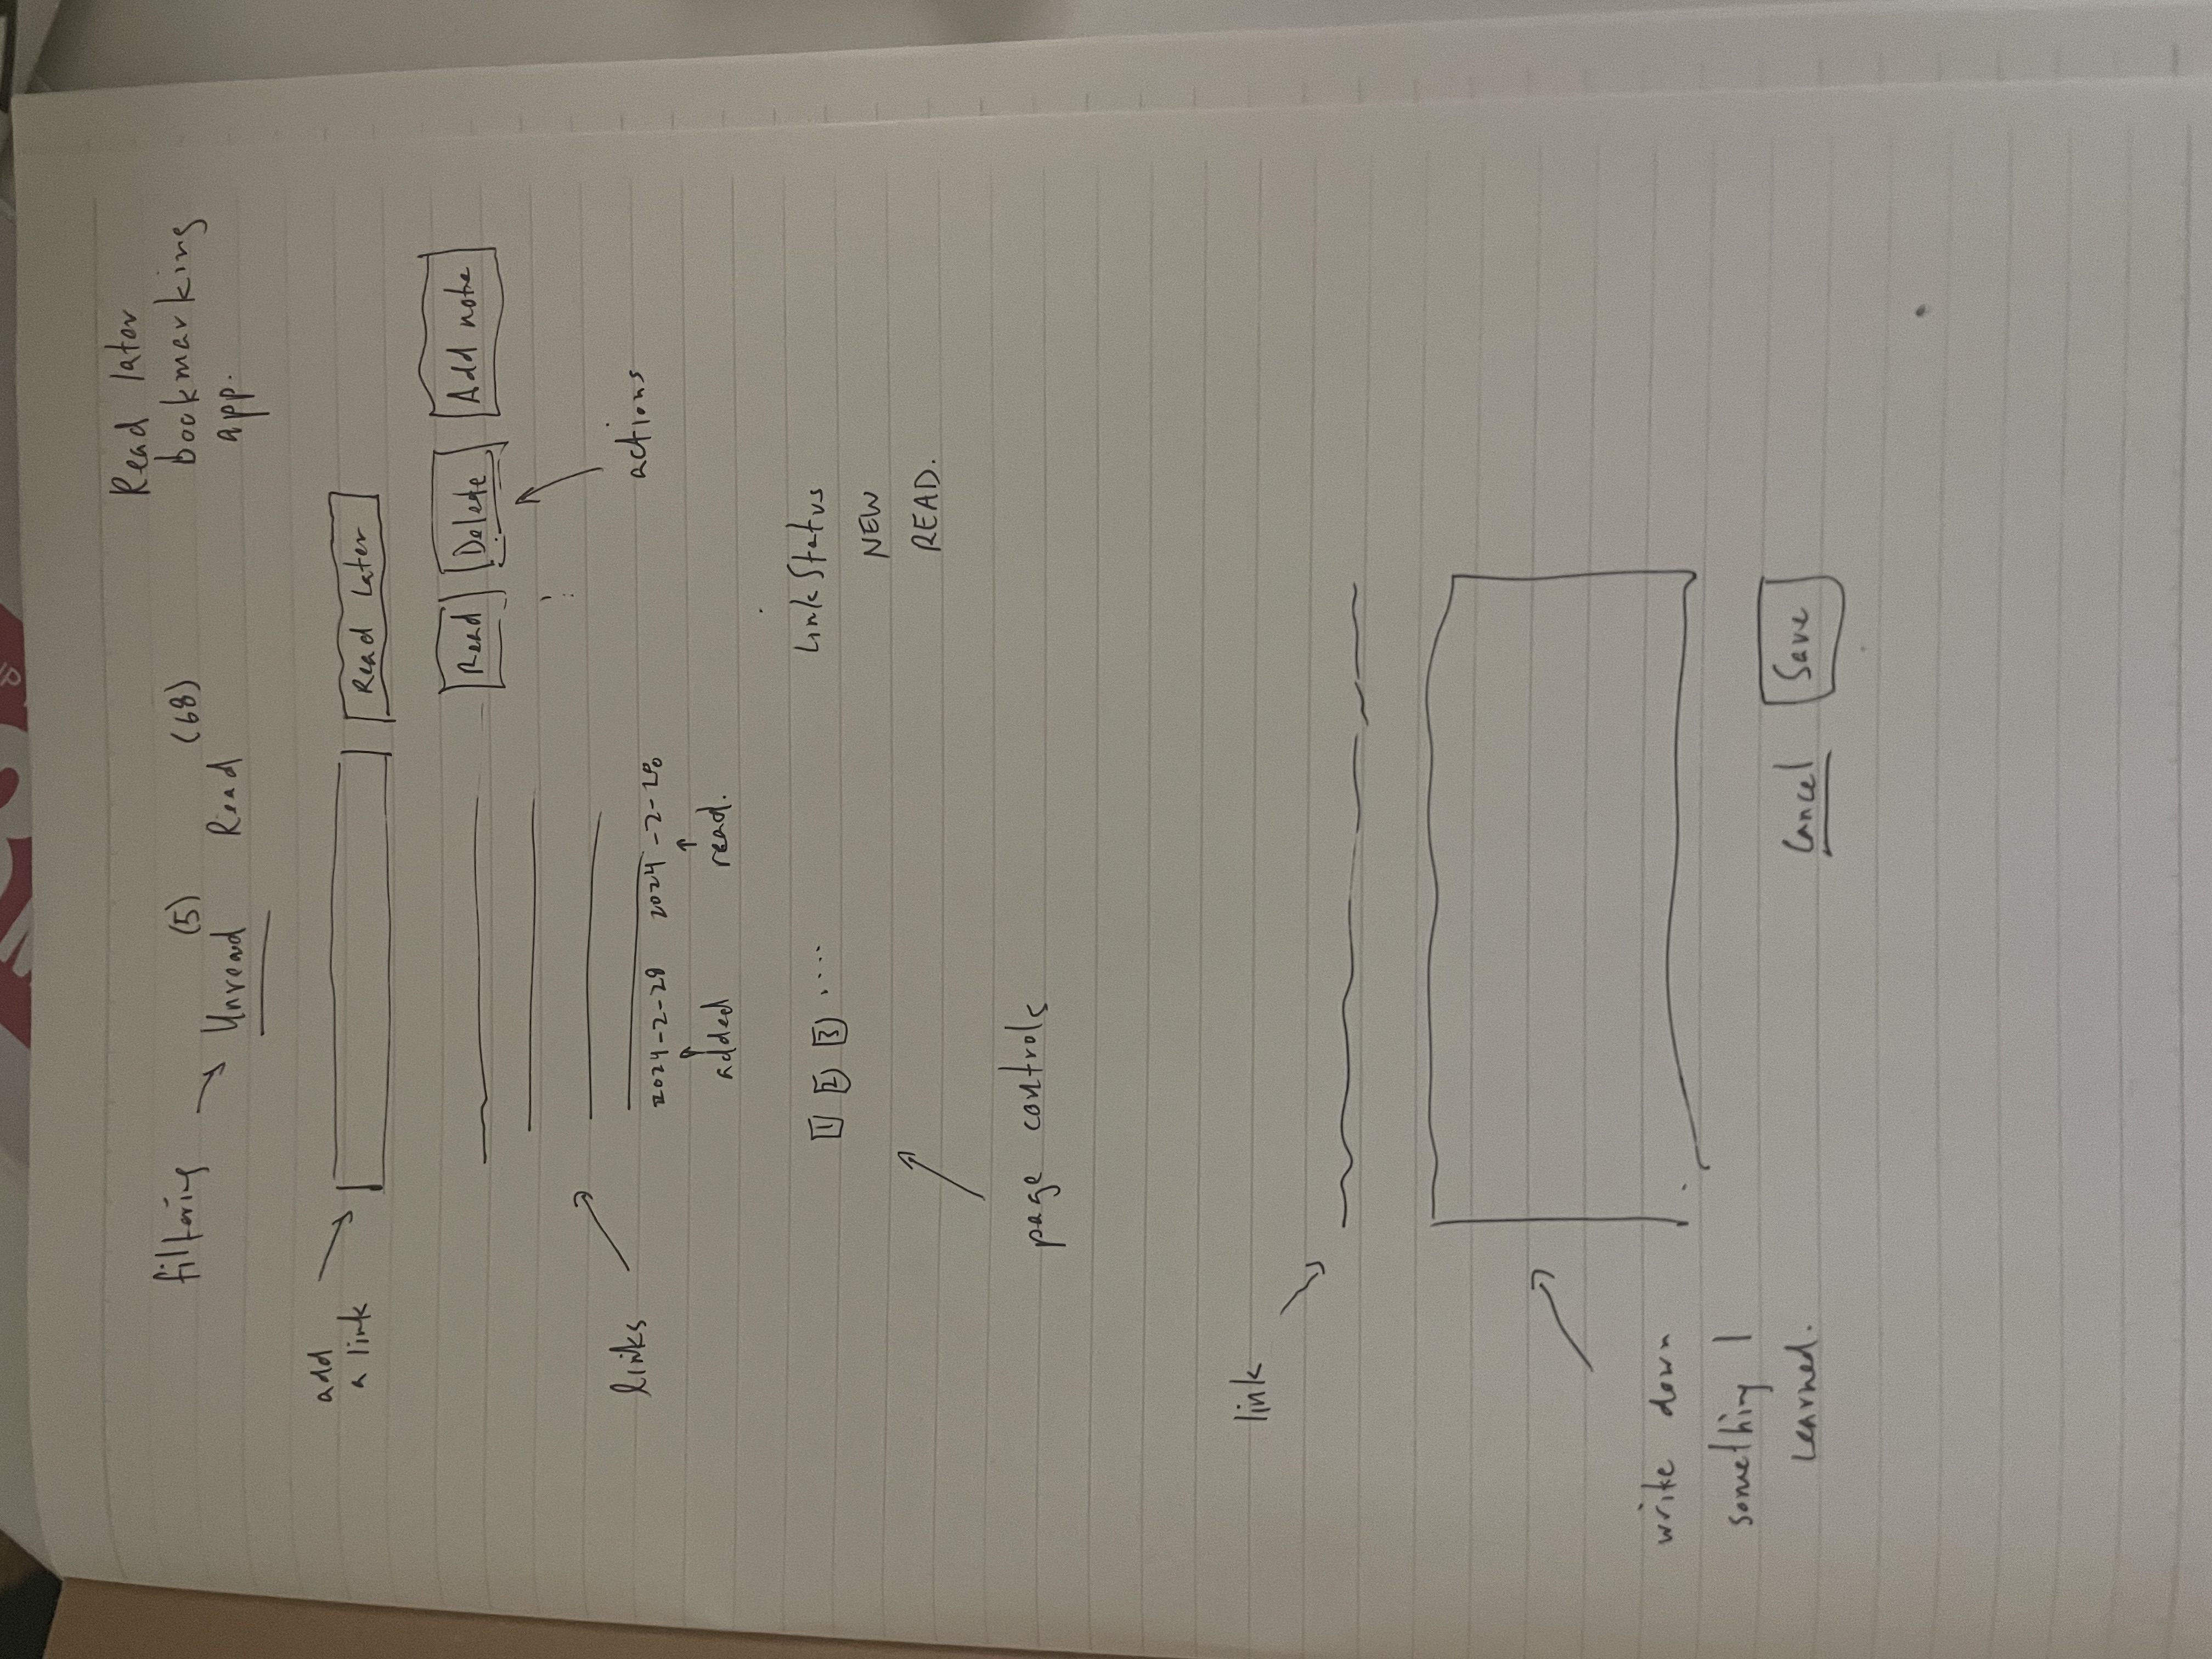 Read later
bookmarking
app.
filtering
(5) (68)
Unread Read
add
a link
Read Later
Read Delete Add note
links
actions
2024-2-28 2024-2-28
added read.
1 2 3 ....
LinkStatus
NEW
READ.
page controls
link
write down
something I
Learned.
Cancel Save